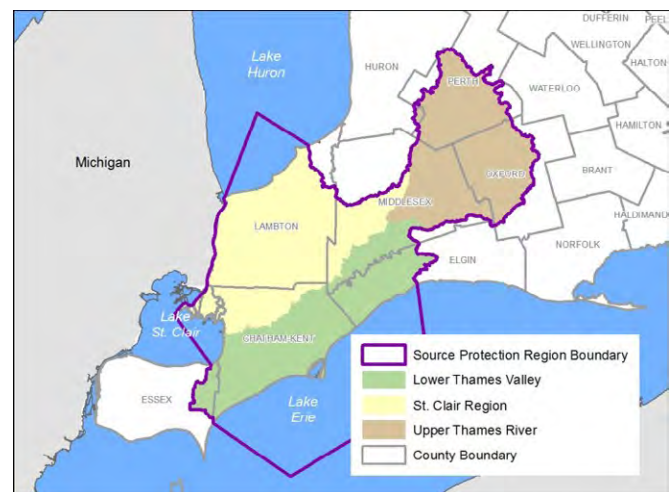 DUFFERIN
PEEL
WELLINGTON
Lake
Huron
HURON
HALTON
PERTH
WATERLOO
HAMILTON
Michigan
OXFORD
BRANT
MIDDLESEX
HALDIMAND
LAMBTON
NORFOLK
ELGIN
Lake
St. Clair
CHATHAM-KENT
ESSEX
Lake
Erie
Source Protection Region Boundary
Lower Thames Valley
St. Clair Region
Upper Thames River
County Boundary